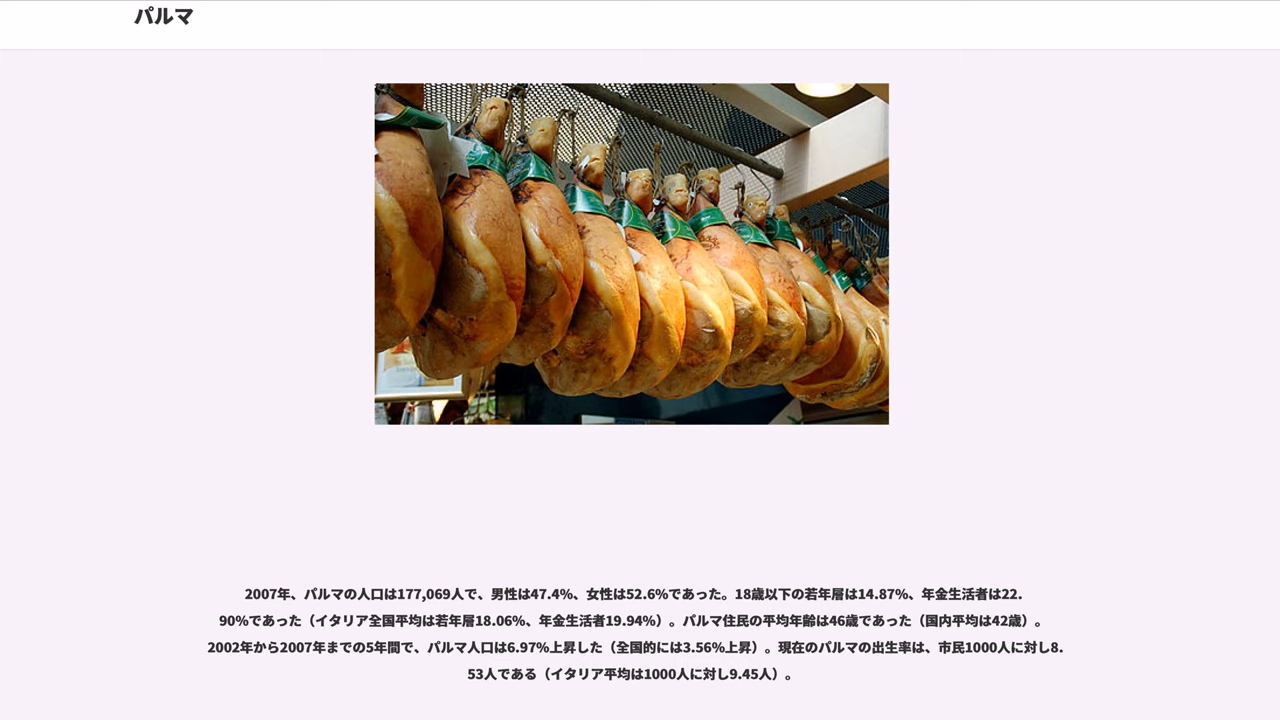 パルマ
2007年、パルマの人口は177,069人で、男性は47.4%、女性は52.6%であった。18歳以下の若年層は14.87%、年金生活者は22.
90%であった（イタリア全国平均は若年層18.06%、年金生活者19.94%）。パルマ住民の平均年齢は46歳であった（国内平均は42歳）。
2002年から2007年までの5年間で、パルマ人口は6.97%上昇した（全国的には3.56%上昇）。現在のパルマの出生率は、市民1000人に対し8.
53人である（イタリア平均は1000人に対し9.45人）。